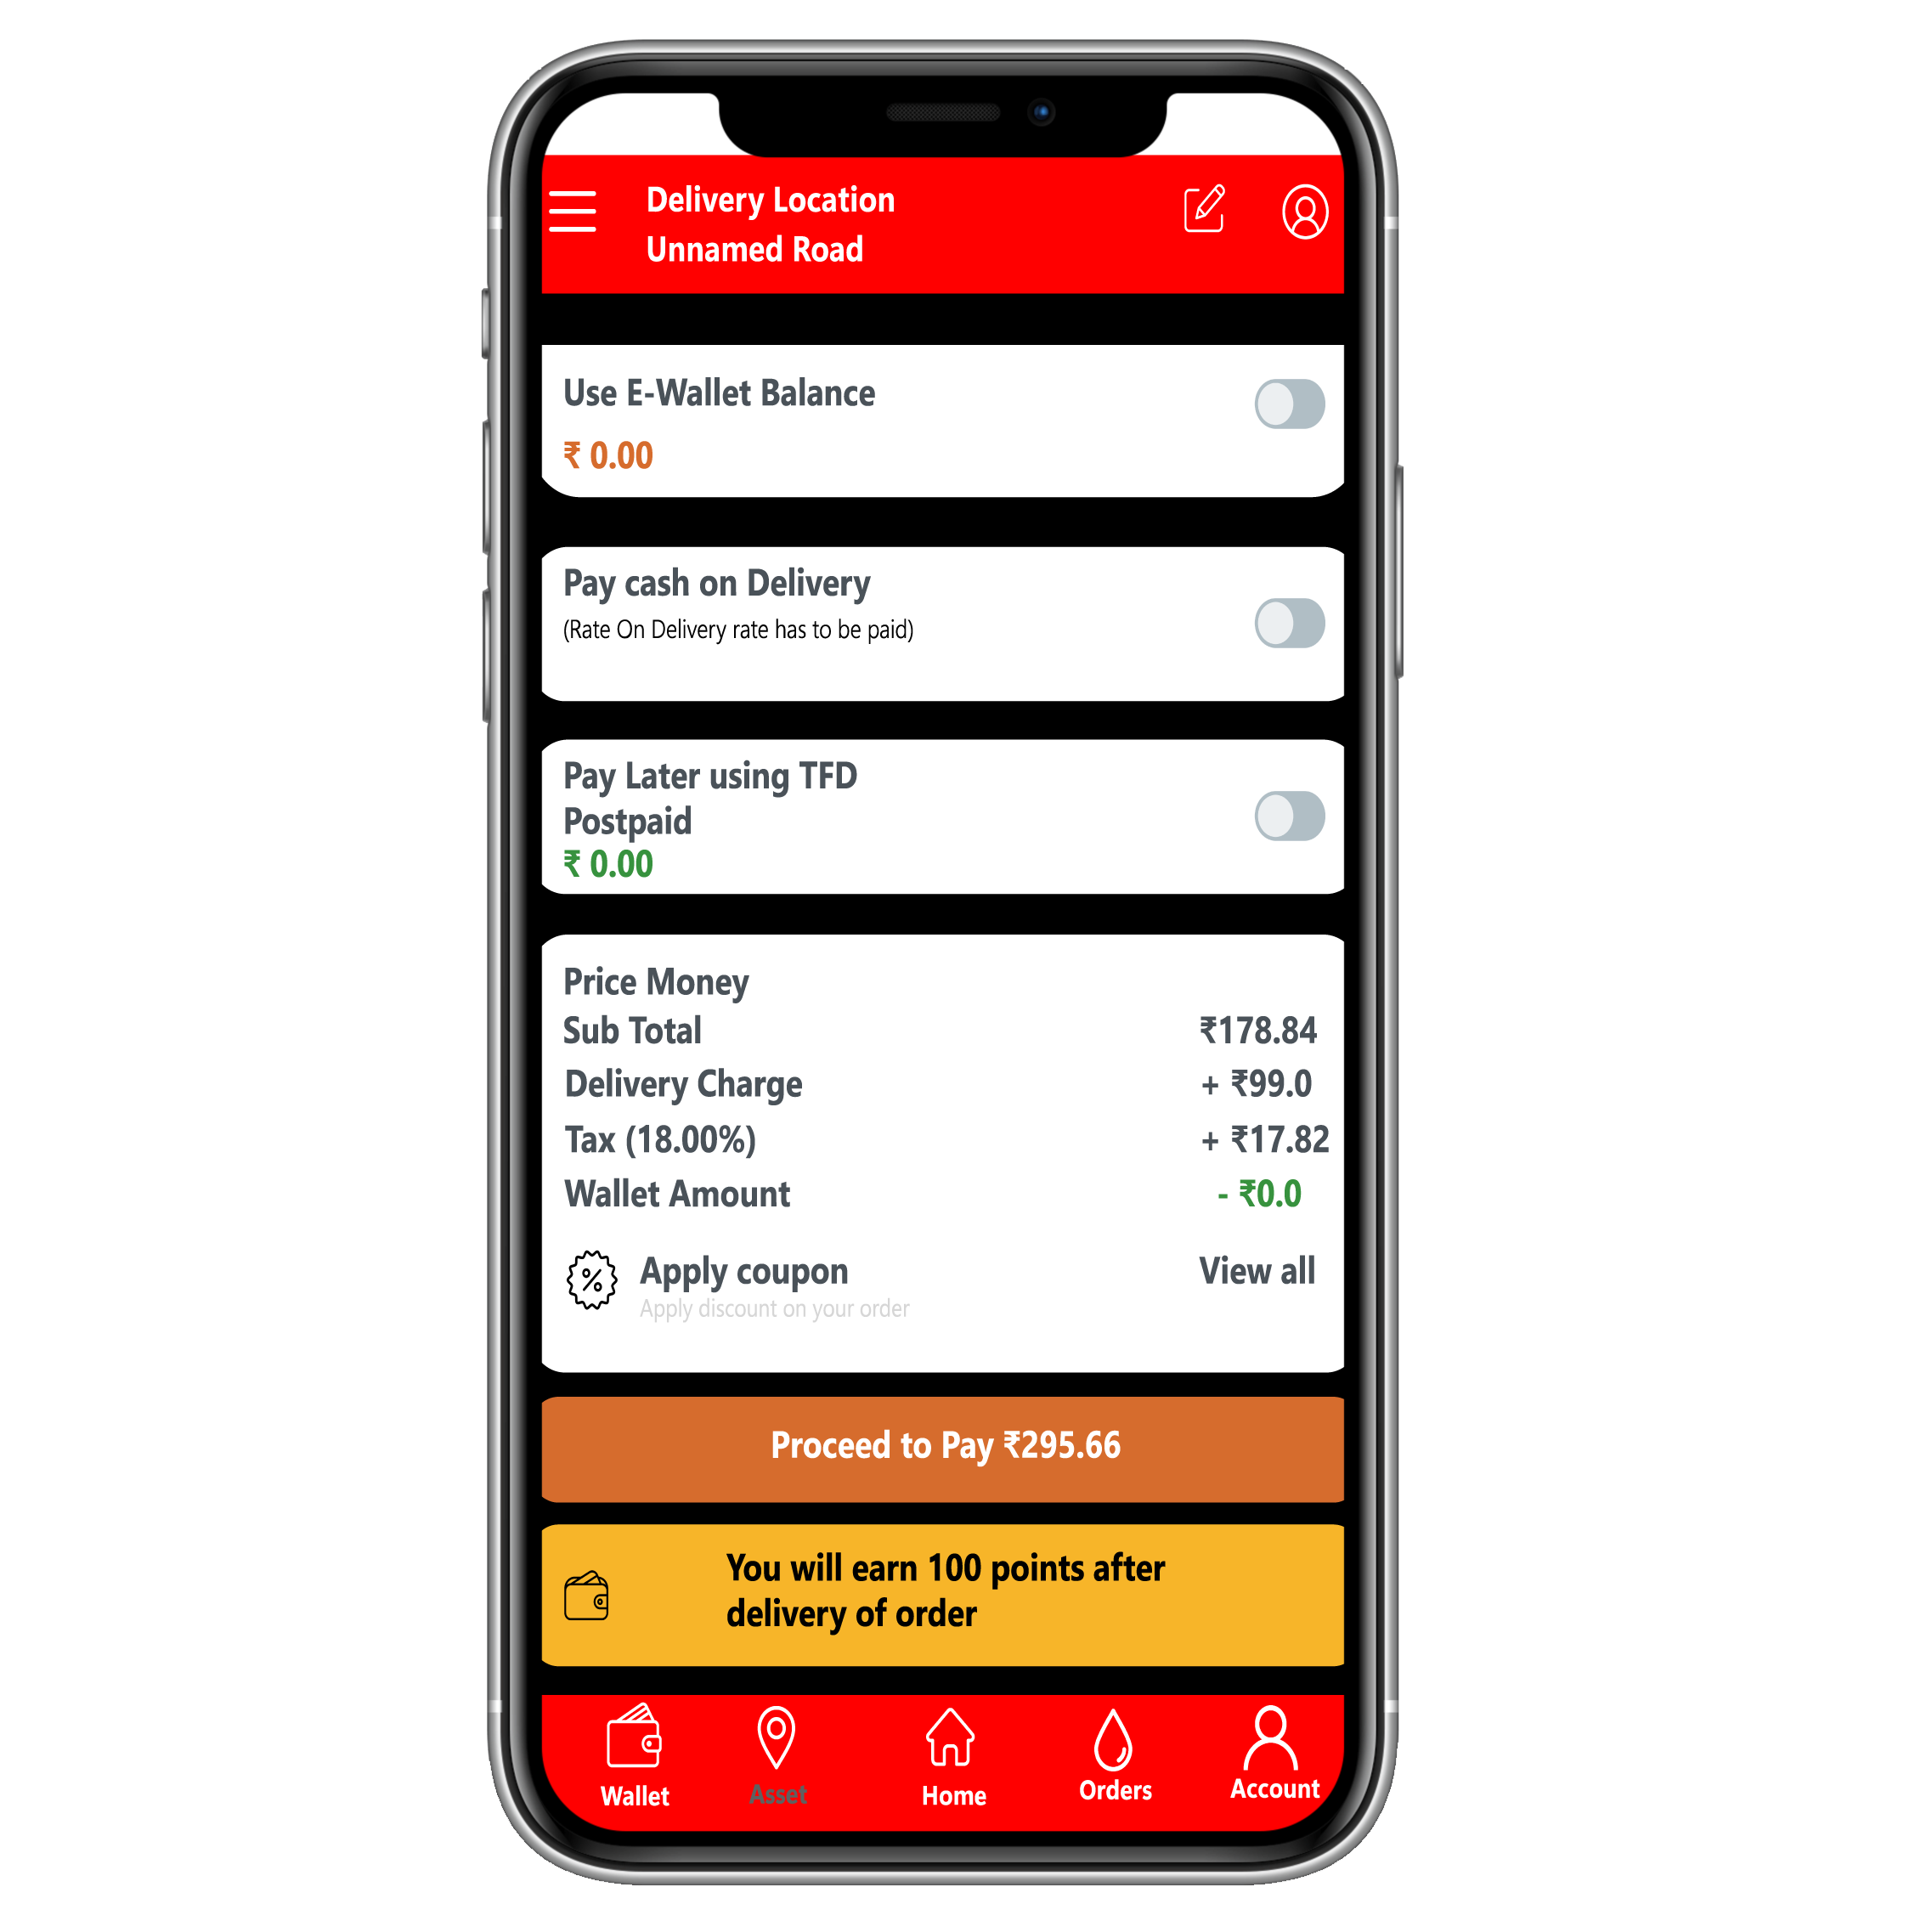 Delivery Location
Unnamed Road
Use E-Wallet Balance
₹ 0.00
Pay cash on Delivery
(Rate On Delivery rate has to be paid)
Pay Later using TFD
Postpaid
₹ 0.00
Price Money
Sub Total ₹178.84
Delivery Charge + ₹99.0
Tax (18.00%) + ₹17.82
Wallet Amount - ₹0.0
Apply coupon View all
Apply discount on your order
Proceed to Pay ₹295.66
You will earn 100 points after
delivery of order
Wallet Asset Home Orders Account